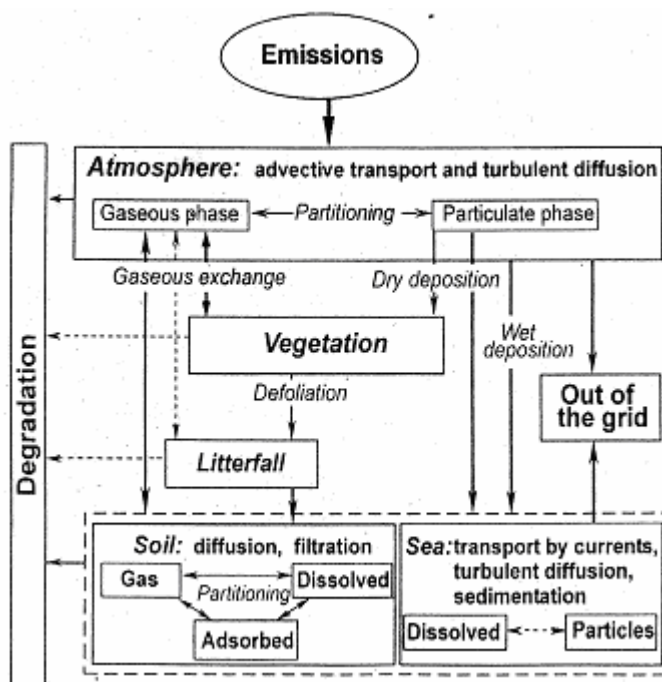 Emissions
Atmosphere: advective transport and turbulent diffusion
Gaseous phase
Partitioning
Particulate phase
Gaseous exchange
Dry deposition
Wet
deposition
Vegetation
Defoliation
Out of
the grid
Litterfall
Degradation
Soil: diffusion, filtration
Gas
Dissolved
Partitioning
Adsorbed
Sea: transport by currents,
turbulent diffusion,
sedimentation
Dissolved
Particles